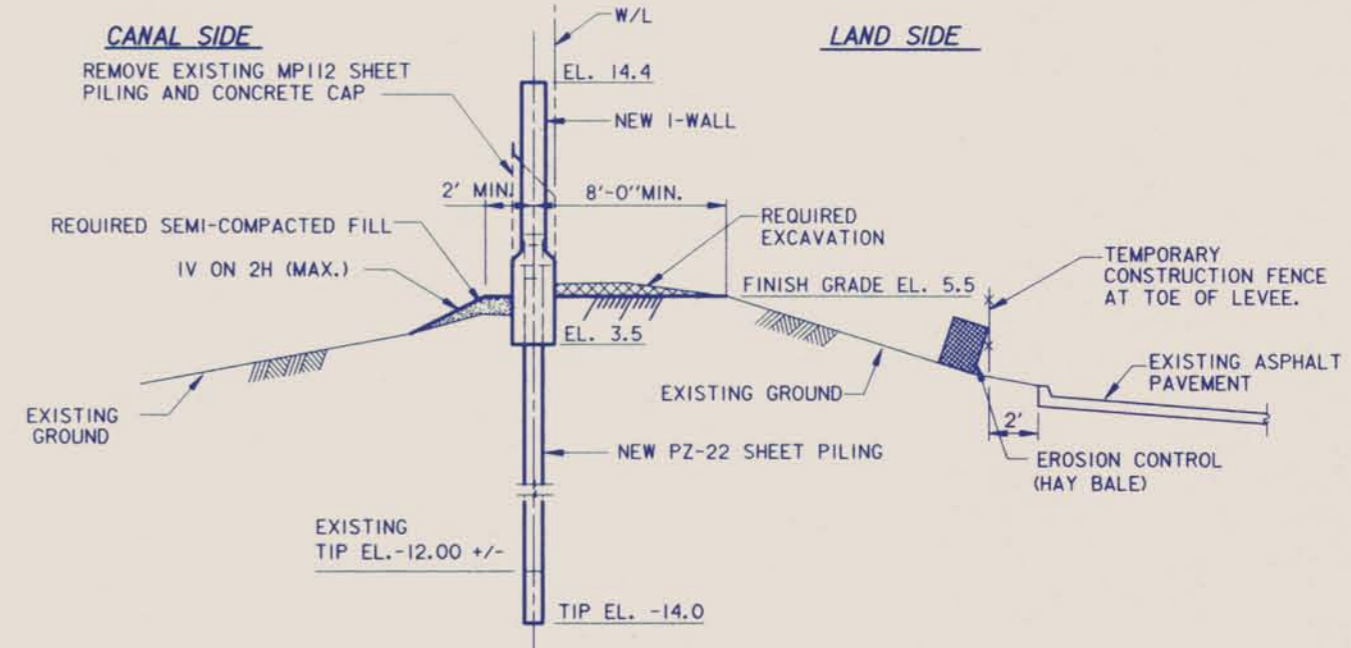 W/L
CANAL SIDE
LAND SIDE
REMOVE EXISTING MP112 SHEET
PILING AND CONCRETE CAP
EL. 14.4
NEW I-WALL
2' MIN.
8'-0" MIN.
REQUIRED SEMI-COMPACTED FILL
REQUIRED
EXCAVATION
1V ON 2H (MAX.)
TEMPORARY
CONSTRUCTION FENCE
AT TOE OF LEVEE.
FINISH GRADE EL. 5.5
EL. 3.5
EXISTING ASPHALT
PAVEMENT
EXISTING GROUND
EXISTING
GROUND
2'
NEW PZ-22 SHEET PILING
EROSION CONTROL
(HAY BALE)
EXISTING
TIP EL.-12.00 +/-
TIP EL. -14.0